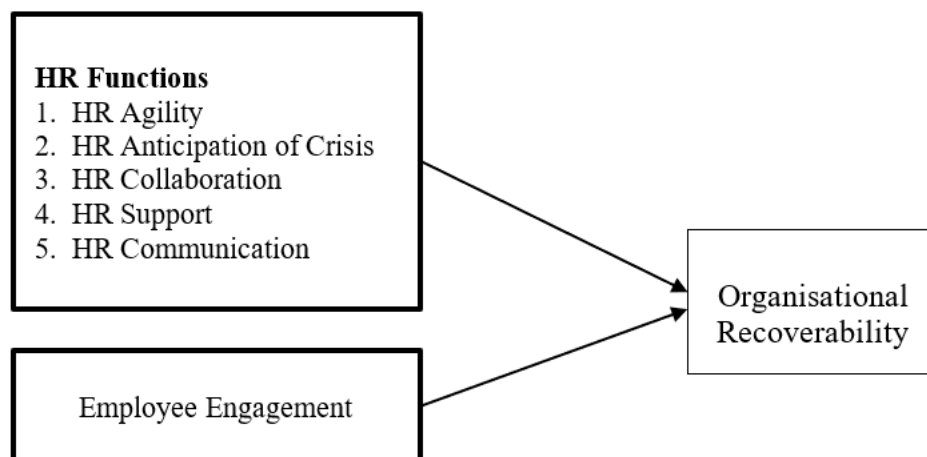 HR Functions
1. HR Agility
2. HR Anticipation of Crisis
3. HR Collaboration
4. HR Support
5. HR Communication
Organisational
Recoverability
Employee Engagement